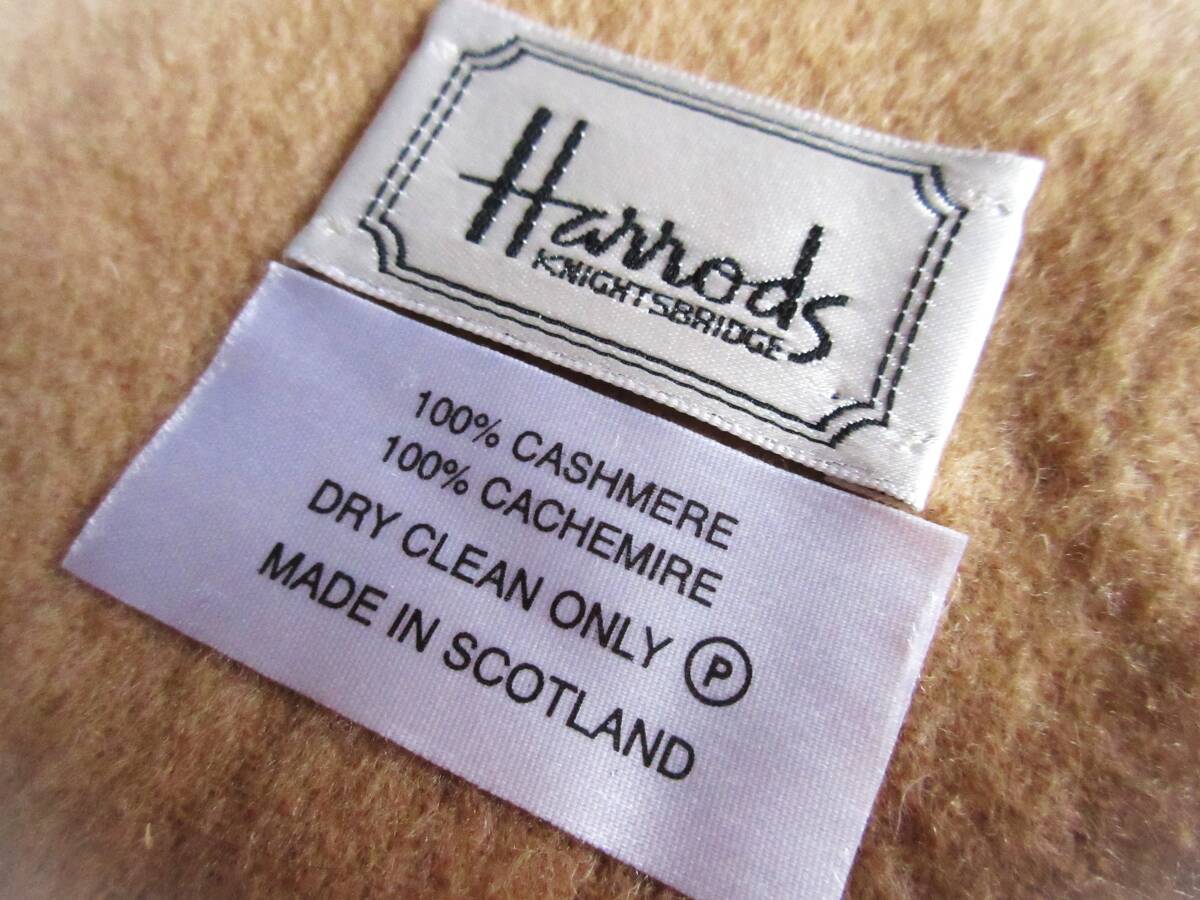 Harrods
KNIGHTSBRIDGE
100% CASHMERE
100% CACHEMIRE
DRY CLEAN ONLY Ⓟ
MADE IN SCOTLAND